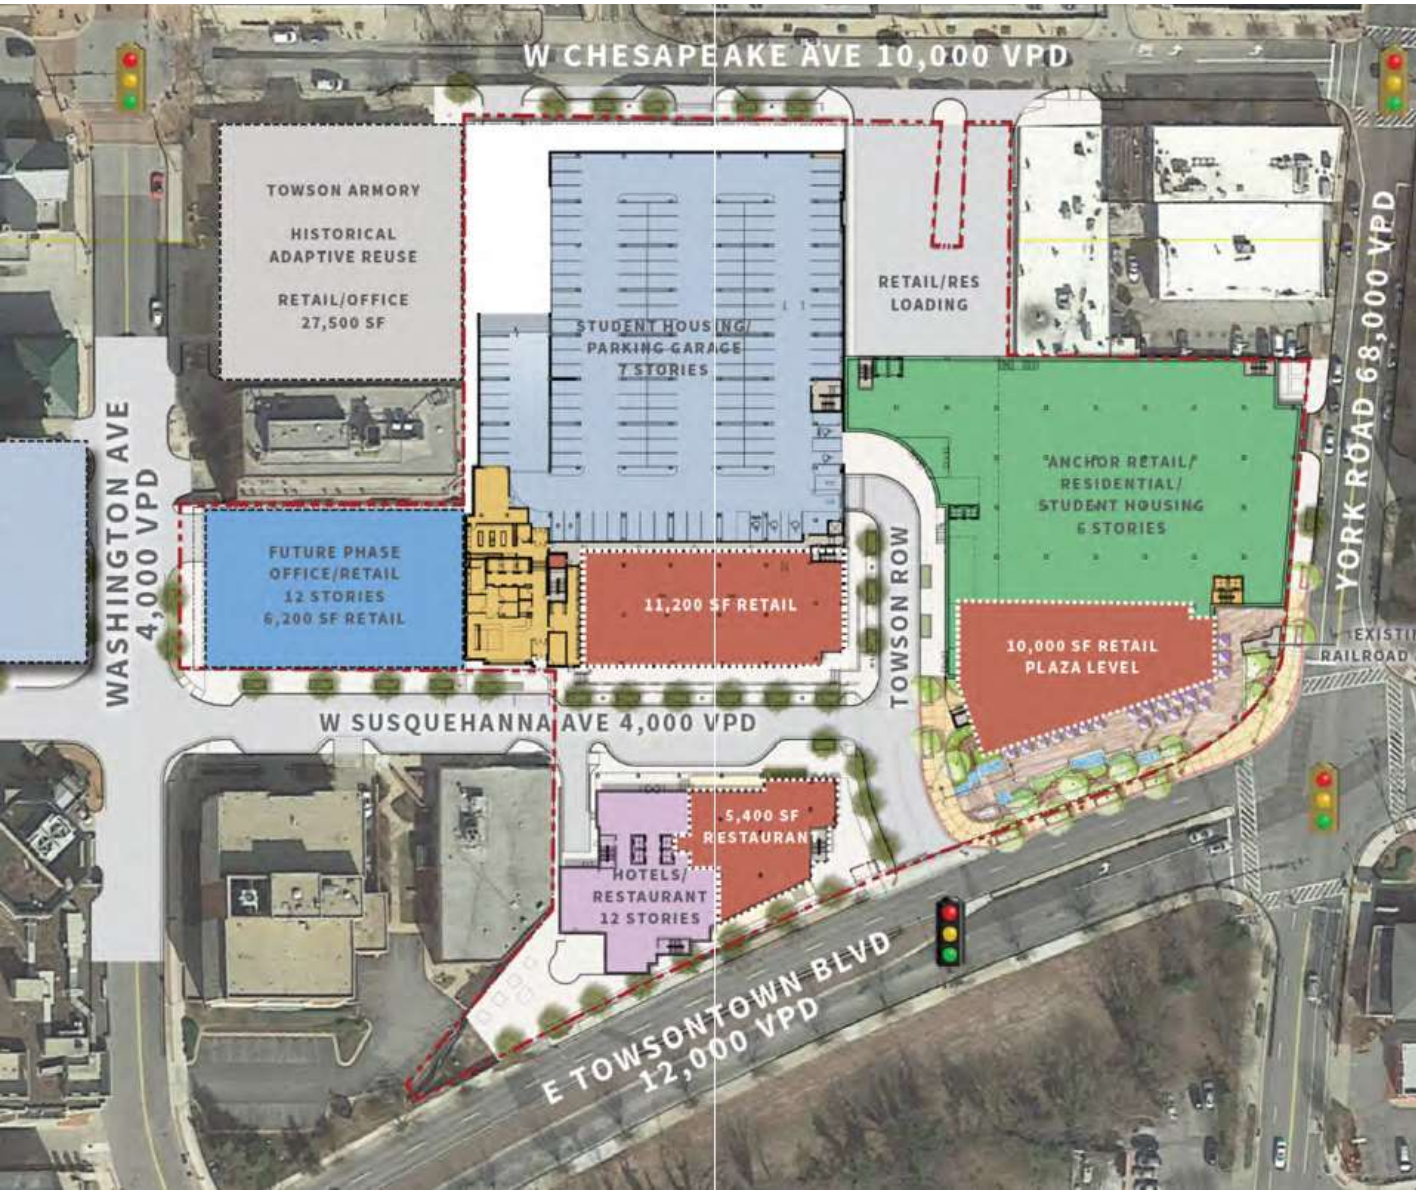 W CHESAPEAKE AVE 10,000 VPD
TOWSON ARMORY
HISTORICAL
ADAPTIVE REUSE
RETAIL/OFFICE
27,500 SF
STUDENT HOUSING/
PARKING GARAGE
7 STORIES
RETAIL/RES
LOADING
YORK ROAD 68,000 VPD
WASHINGTON AVE
4,000 VPD
ANCHOR RETAIL/
RESIDENTIAL/
STUDENT HOUSING
6 STORIES
FUTURE PHASE
OFFICE/RETAIL
12 STORIES
6,200 SF RETAIL
11,200 SF RETAIL
TOWSON ROW
10,000 SF RETAIL
PLAZA LEVEL
EXISTI
RAILROAD
W SUSQUEHANNA AVE 4,000 VPD
5,400 SF
RESTAURANT
HOTELS/
RESTAURANT
12 STORIES
E TOWSONTOWN BLVD
12,000 VPD